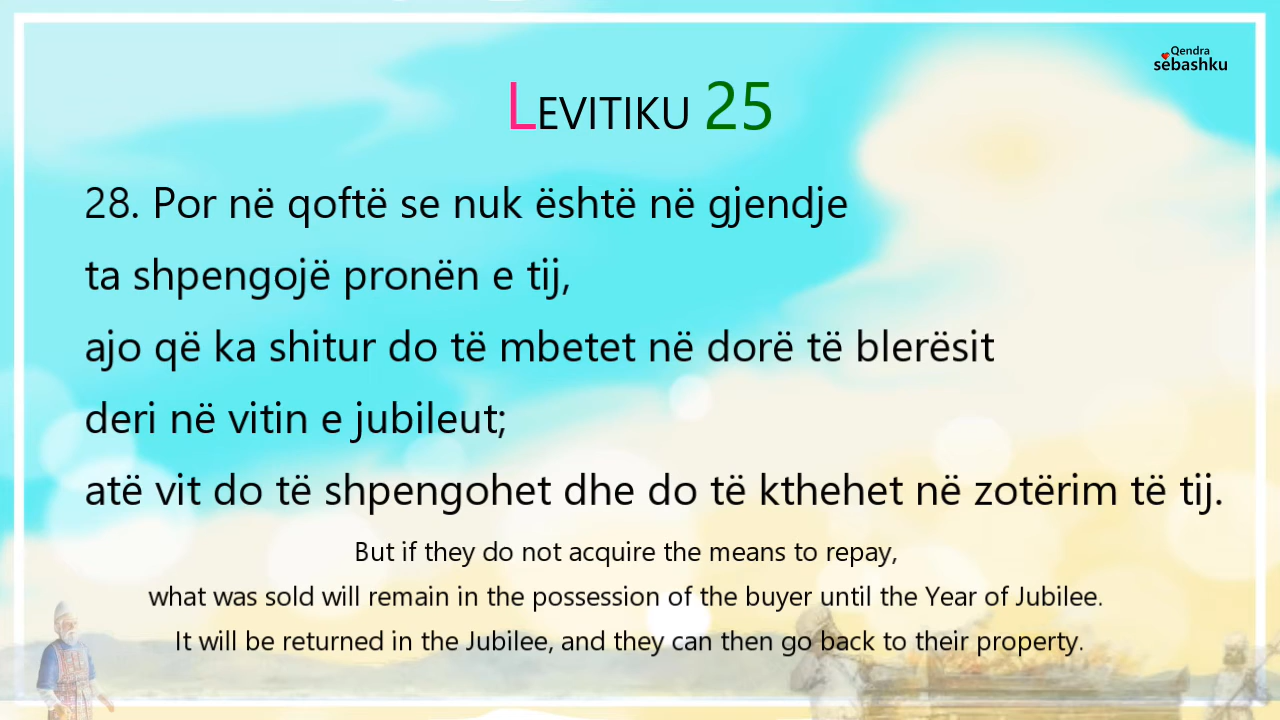 Qendra
sëbashku
LEVITIKU 25
28. Por në qoftë se nuk është në gjendje
ta shpengojë pronën e tij,
ajo që ka shitur do të mbetet në dorë të blerësit
deri në vitin e jubileut;
atë vit do të shpengohet dhe do të kthehet në zotërim të tij.
But if they do not acquire the means to repay,
what was sold will remain in the possession of the buyer until the Year of Jubilee.
It will be returned in the Jubilee, and they can then go back to their property.